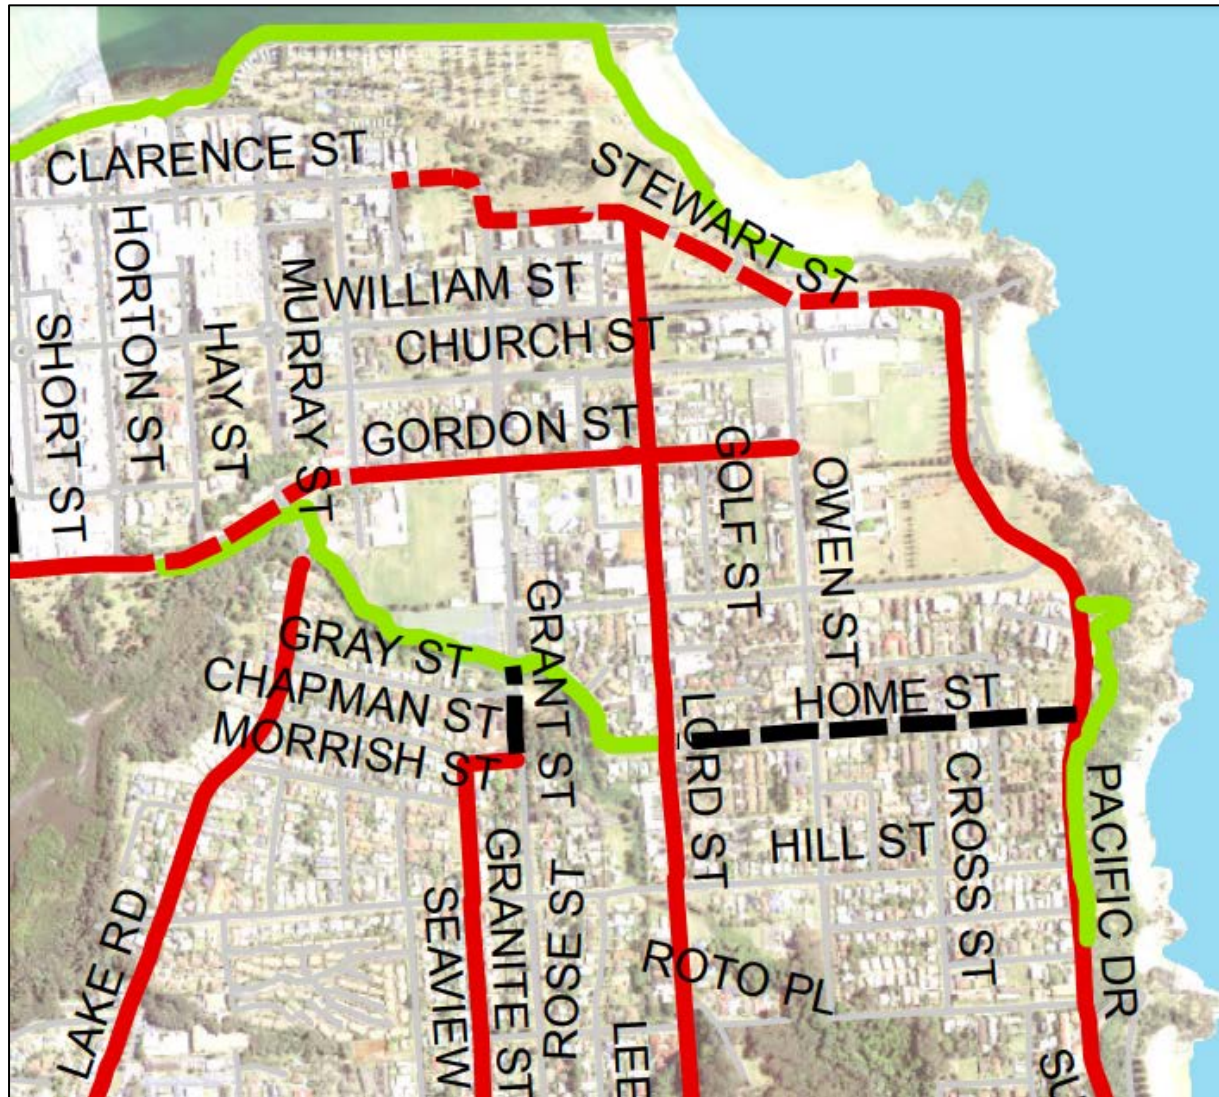 CLARENCE ST
STEWART ST
HORTON ST
MURRAY ST
WILLIAM ST
SHORT ST
HAY ST
CHURCH ST
GORDON ST
GOLF ST
OWEN ST
GRANT ST
GRAY ST
CHAPMAN ST
MORRISH ST
HOME ST
LORD ST
CROSS ST
PACIFIC DR
HILL ST
GRANITE ST
ROSE ST
SEAVIEW
LAKE RD
ROTO PL
LEE
SU